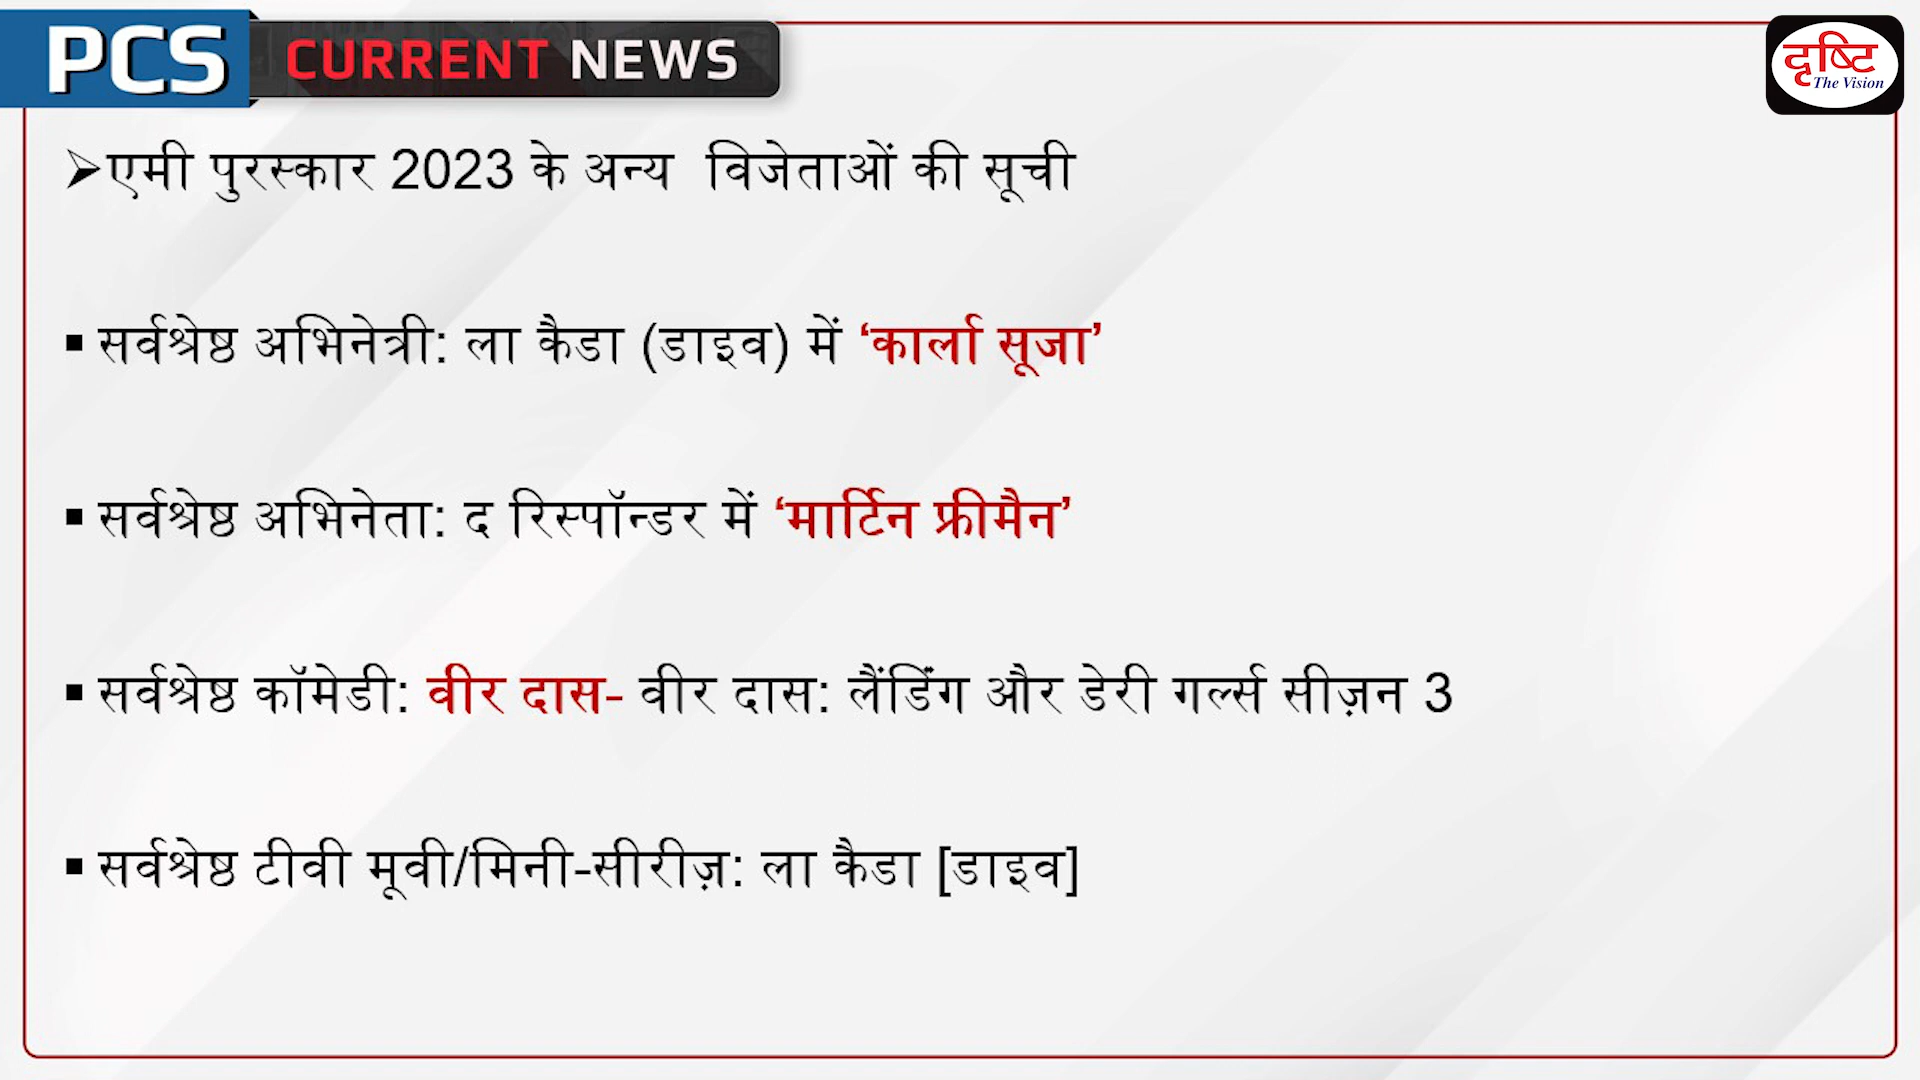 PCS CURRENT NEWS
दृष्टि
The Vision
➢एमी पुरस्कार 2023 के अन्य विजेताओं की सूची
▪ सर्वश्रेष्ठ अभिनेत्री: ला कैडा (डाइव) में ‘कार्ला सूजा’
▪ सर्वश्रेष्ठ अभिनेता: द रिस्पॉन्डर में ‘मार्टिन फ्रीमैन’
▪ सर्वश्रेष्ठ कॉमेडी: वीर दास- वीर दास: लैंडिंग और डेरी गर्ल्स सीज़न 3
▪ सर्वश्रेष्ठ टीवी मूवी/मिनी-सीरीज़: ला कैडा [डाइव]